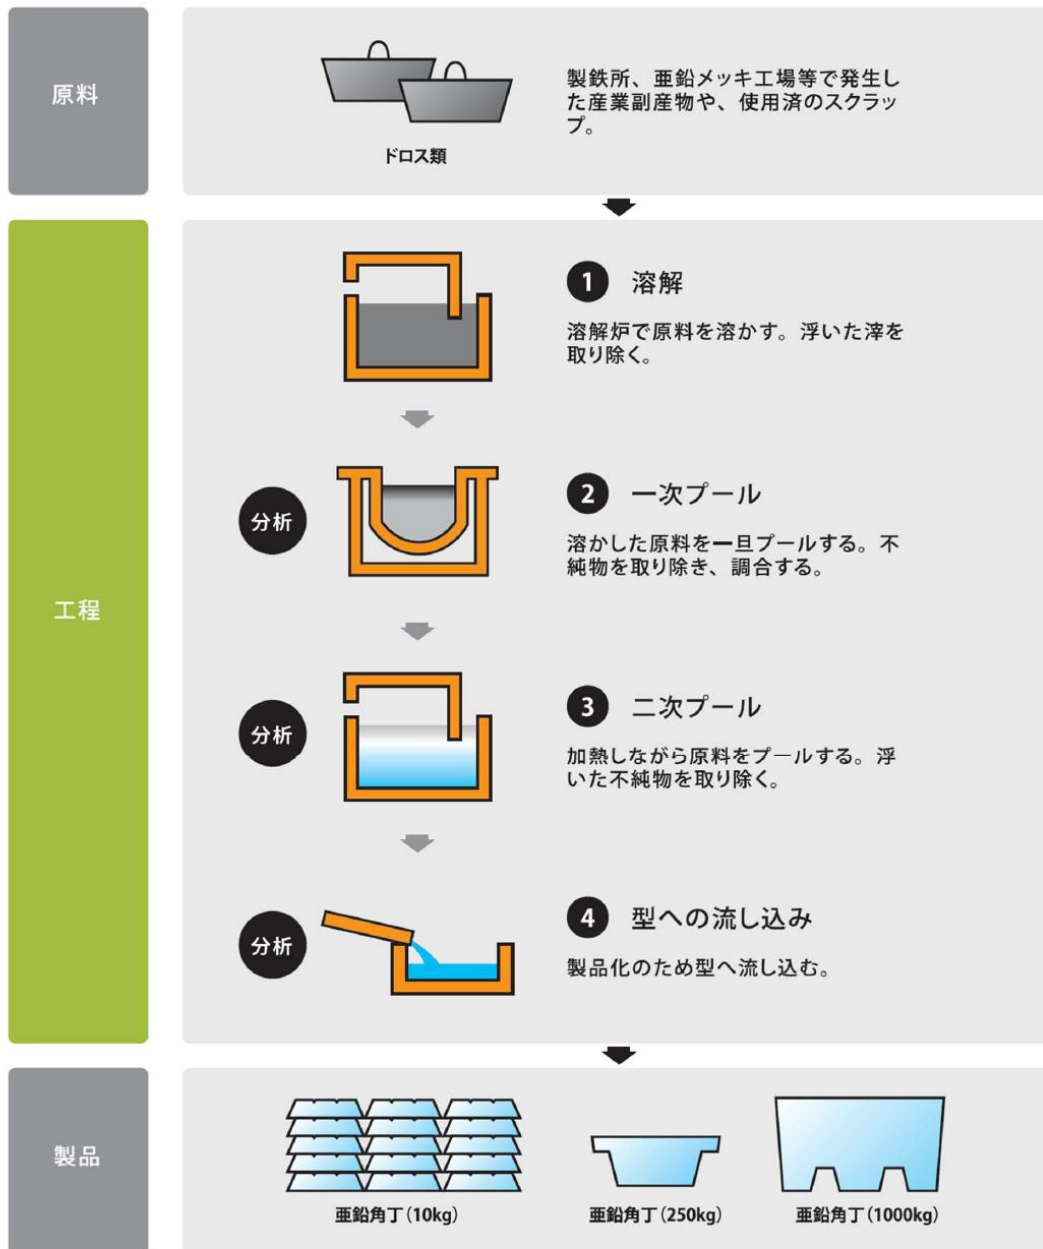 原料
ドロス類
製鉄所、亜鉛メッキ工場等で発生し
た産業副産物や、使用済のスクラッ
プ。
工程
1 溶解
溶解炉で原料を溶かす。浮いた滓を
取り除く。
分析
2 一次プール
溶かした原料を一旦プールする。不
純物を取り除き、調合する。
分析
3 二次プール
加熱しながら原料をプールする。浮
いた不純物を取り除く。
分析
4 型への流し込み
製品化のため型へ流し込む。
製品
亜鉛角丁(10kg)
亜鉛角丁(250kg)
亜鉛角丁(1000kg)